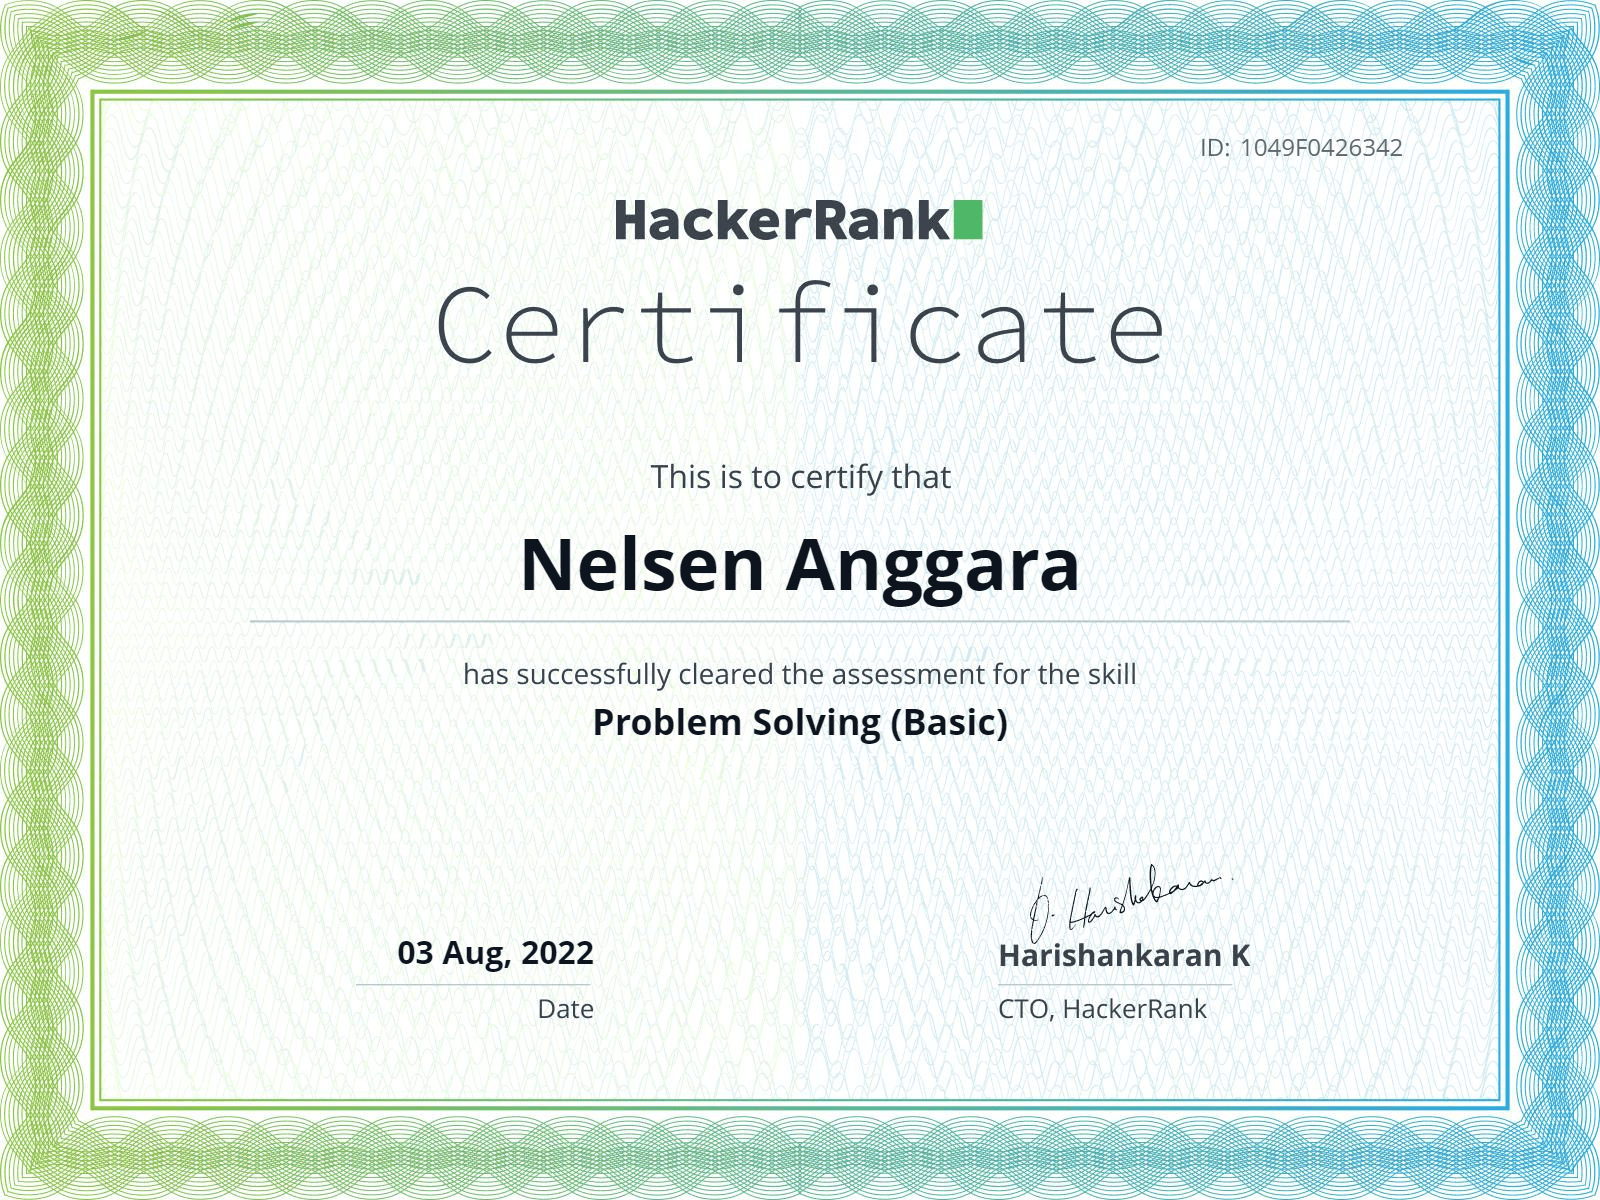 ID: 1049F0426342
HackerRank
Certificate
This is to certify that
Nelsen Anggara
has successfully cleared the assessment for the skill
Problem Solving (Basic)
03 Aug, 2022
Date
Harishankaran K
CTO, HackerRank